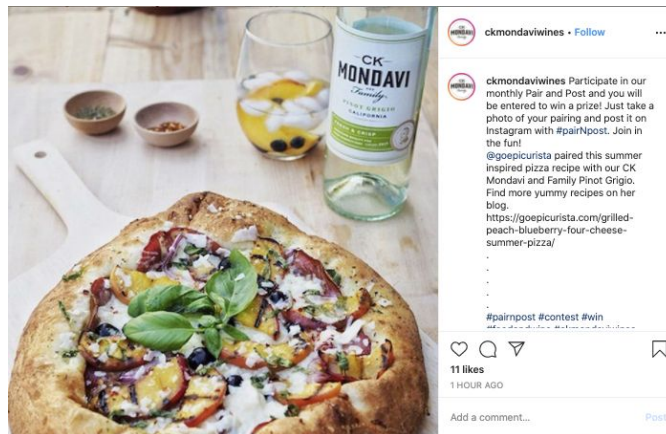 CK
MONDAVI
and
Family
PINOT GRIGIO
CALIFORNIA
ckmondaviwines • Follow
ckmondaviwines Participate in our
monthly Pair and Post and you will
be entered to win a prize! Just take
a photo of your pairing and post it on
Instagram with #pairNpost. Join in
the fun!
@goepicurista paired this summer
inspired pizza recipe with our CK
Mondavi and Family Pinot Grigio.
Find more yummy recipes on her
blog.
https://goepicurista.com/grilled-
peach-blueberry-four-cheese-
summer-pizza/
.
.
.
.
.
#pairnpost #contest #win
11 likes
1 HOUR AGO
Add a comment...
Post